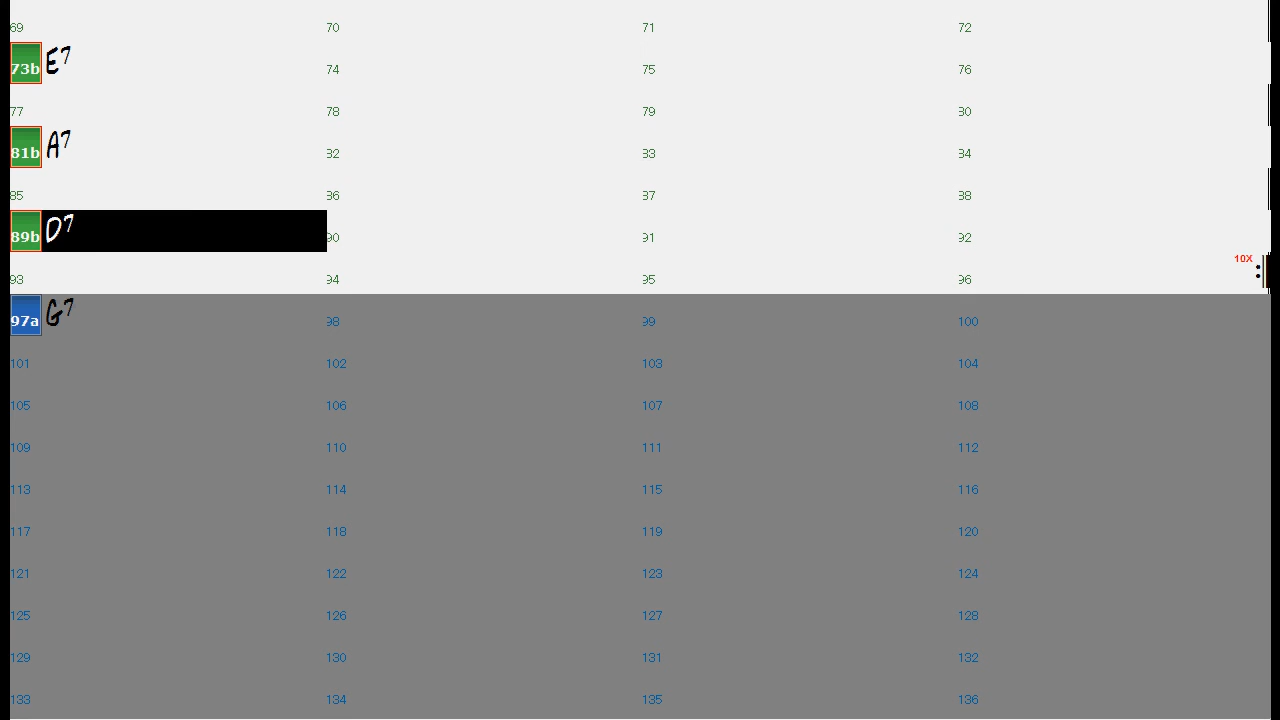 69 70 71 72
73b E7 74 75 76
77 78 79 80
81b A7 82 83 84
85 86 87 88
89b D7 90 91 92
10X
93 94 95 96
97a G7 98 99 100
101 102 103 104
105 106 107 108
109 110 111 112
113 114 115 116
117 118 119 120
121 122 123 124
125 126 127 128
129 130 131 132
133 134 135 136